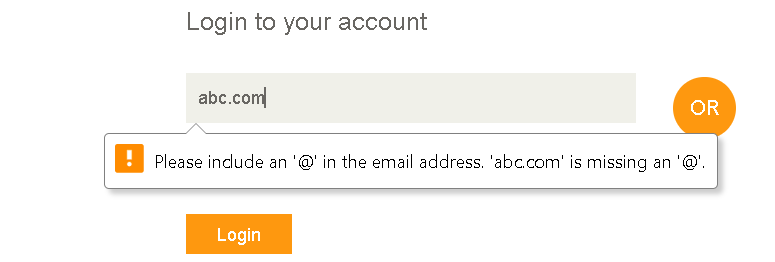 Login to your account
abc.com
OR
Please include an '@' in the email address. 'abc.com' is missing an '@'.
Login